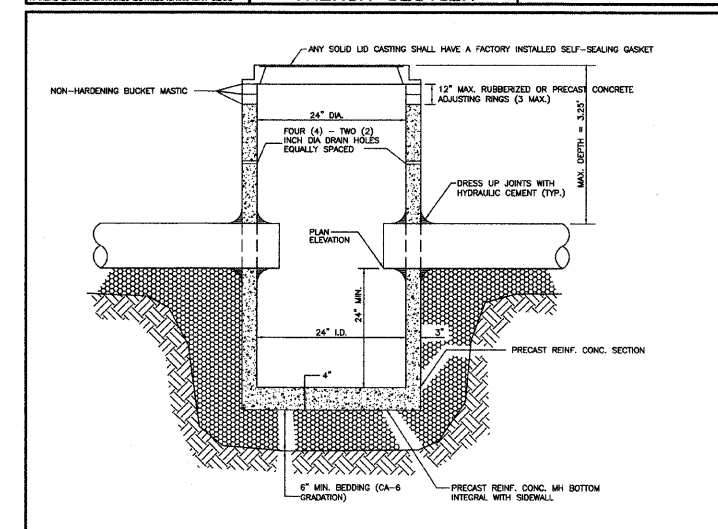 ANY SOLID LID CASTING SHALL HAVE A FACTORY INSTALLED SELF-SEALING GASKET
NON-HARDENING BUCKET MASTIC
12" MAX. RUBBERIZED OR PRECAST CONCRETE
ADJUSTING RINGS (3 MAX.)
24" DIA.
FOUR (4) - TWO (2)
INCH DIA DRAIN HOLES
EQUALLY SPACED
MAX. DEPTH = 3.25'
DRESS UP JOINTS WITH
HYDRAULIC CEMENT (TYP.)
PLAN
ELEVATION
24" MIN.
24" I.D.
3"
PRECAST REINF. CONC. SECTION
4"
6" MIN. BEDDING (CA-6
GRADATION)
PRECAST REINF. CONC. MH BOTTOM
INTEGRAL WITH SIDEWALL